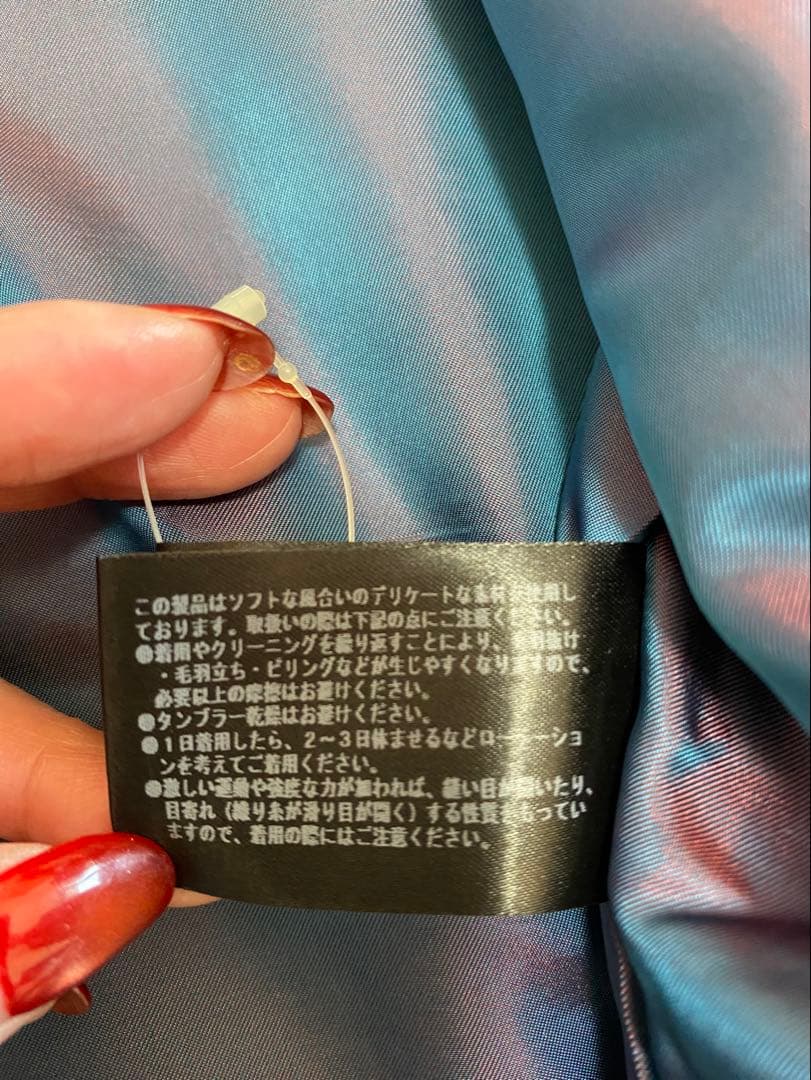 この製品はソフトな風合いのデリケートな素材を使用し
ております。取扱いの際は下記の点にご注意ください。
●着用やクリーニングを繰り返すことにより、毛抜け
・毛羽立ち・ピリングなどが生じやすくなりますので、
必要以上の摩擦はお避けください。
●タンブラー乾燥はお避けください。
●1日着用したら、2～3日休ませるなどローテーショ
ンを考えてご着用ください。
●激しい運動や強度な力が加われば、縫い目が開いたり、
目寄れ（織り糸が滑り目が開く）する性質をもってい
ますので、着用の際にはご注意ください。